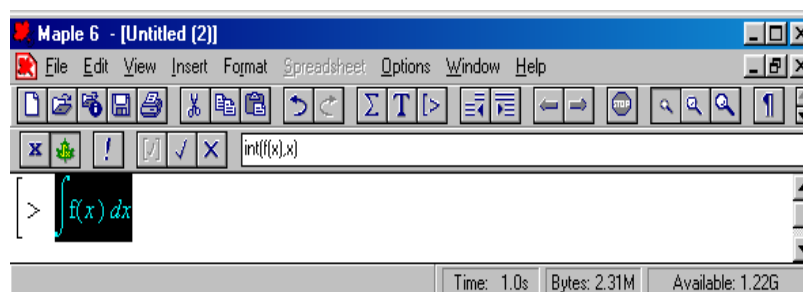 Maple 6 - [Untitled (2)]
File Edit View Insert Format Spreadsheet Options Window Help
Σ T [>  STOP ¶
x ! [/] √ X int(f(x),x)
[> ∫f(x) dx
Time: 1.0s Bytes: 2.31M Available: 1.22G